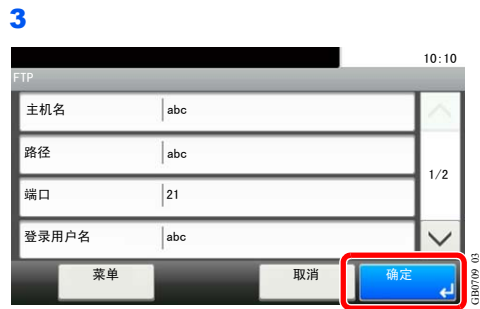 3
10:10
FTP
主机名 abc
路径 abc
1/2
端口 21
登录用户名 abc
菜单 取消 确定
GB0709_03